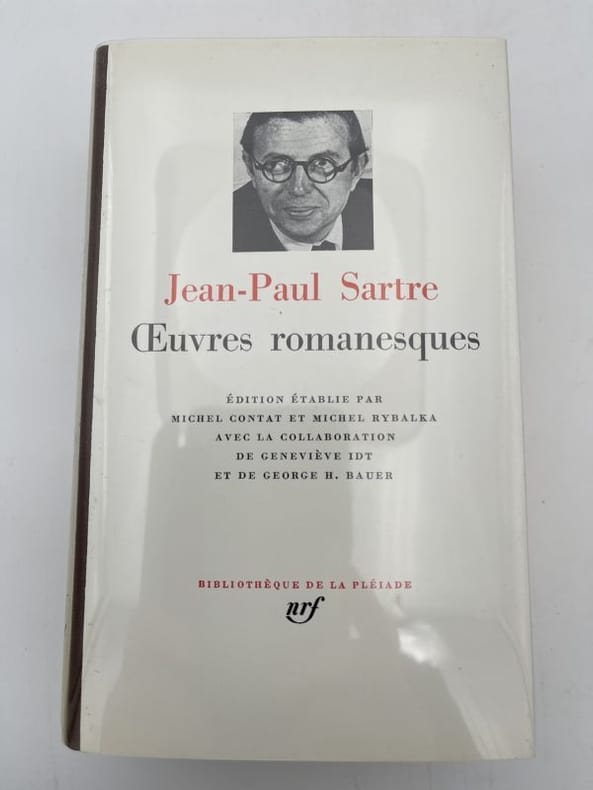 Jean-Paul Sartre
Œuvres romanesques
ÉDITION ÉTABLIE PAR
MICHEL CONTAT ET MICHEL RYBALKA
AVEC LA COLLABORATION
DE GENEVIÈVE IDT
ET DE GEORGE H. BAUER
BIBLIOTHÈQUE DE LA PLÉIADE
nrf